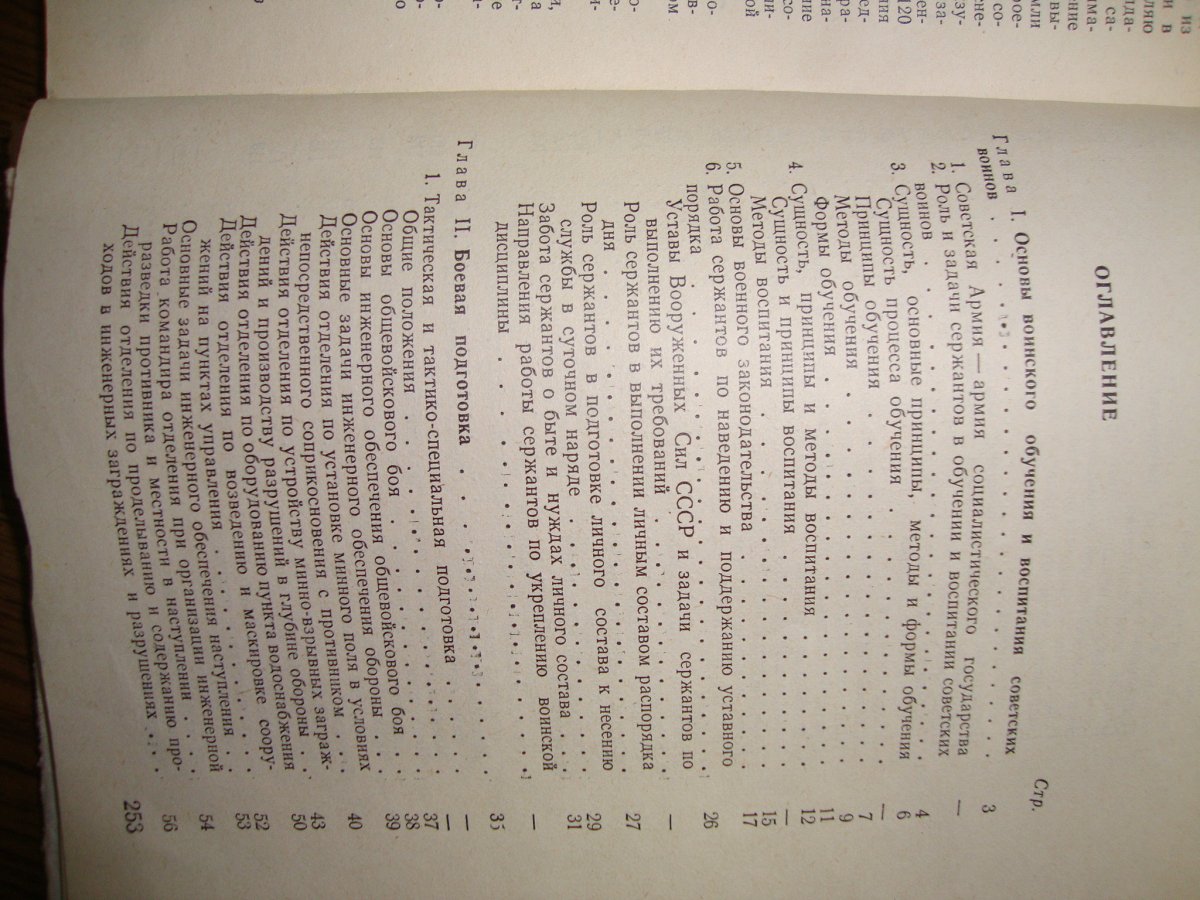 ОГЛАВЛЕНИЕ
Стр.
Глава I. Основы воинского обучения и воспитания советских
воинов . . . . . . . . . . 3
1. Советская Армия — армия социалистического государства —
2. Роль и задачи сержантов в обучении и воспитании советских
воинов . . . . . . . . . . 4
3. Сущность, основные принципы, методы и формы обучения 6
Сущность процесса обучения . . . . . . —
Принципы обучения . . . . . . . . 7
Методы обучения . . . . . . . . 9
Формы обучения . . . . . . . . 11
4. Сущность, принципы и методы воспитания . . . . 12
Сущность и принципы воспитания . . . . . —
Методы воспитания . . . . . . . . 15
5. Основы военного законодательства . . . . . 17
6. Работа сержантов по наведению и поддержанию уставного
порядка . . . . . . . . . . 26
Уставы Вооруженных Сил СССР и задачи сержантов по
выполнению их требований . . . . . . —
Роль сержантов в выполнении личным составом распорядка
дня . . . . . . . . . . 27
Роль сержантов в подготовке личного состава к несению
службы в суточном наряде . . . . . . 29
Забота сержантов о быте и нуждах личного состава . . 31
Направления работы сержантов по укреплению воинской
дисциплины . . . . . . . . . —
Глава II. Боевая подготовка . . . . . . . 35
1. Тактическая и тактико-специальная подготовка . . . —
Общие положения . . . . . . . . —
Основы общевойскового боя . . . . . . 37
Основы инженерного обеспечения общевойскового боя . . 38
Основные задачи инженерного обеспечения обороны . . 39
Действия отделения по установке минного поля в условиях
непосредственного соприкосновения с противником . . 40
Действия отделения по устройству минно-взрывных заграж-
дений и производству разрушений в глубине обороны . 43
Действия отделения по оборудованию пункта водоснабжения 50
Действия отделения по возведению и маскировке соору-
жений на пунктах управления . . . . . . 52
Основные задачи инженерного обеспечения наступления . 53
Работа командира отделения при организации инженерной
разведки противника и местности в наступлении . . 54
Действия отделения по проделыванию и содержанию про-
ходов в инженерных заграждениях и разрушениях . . . 56
253